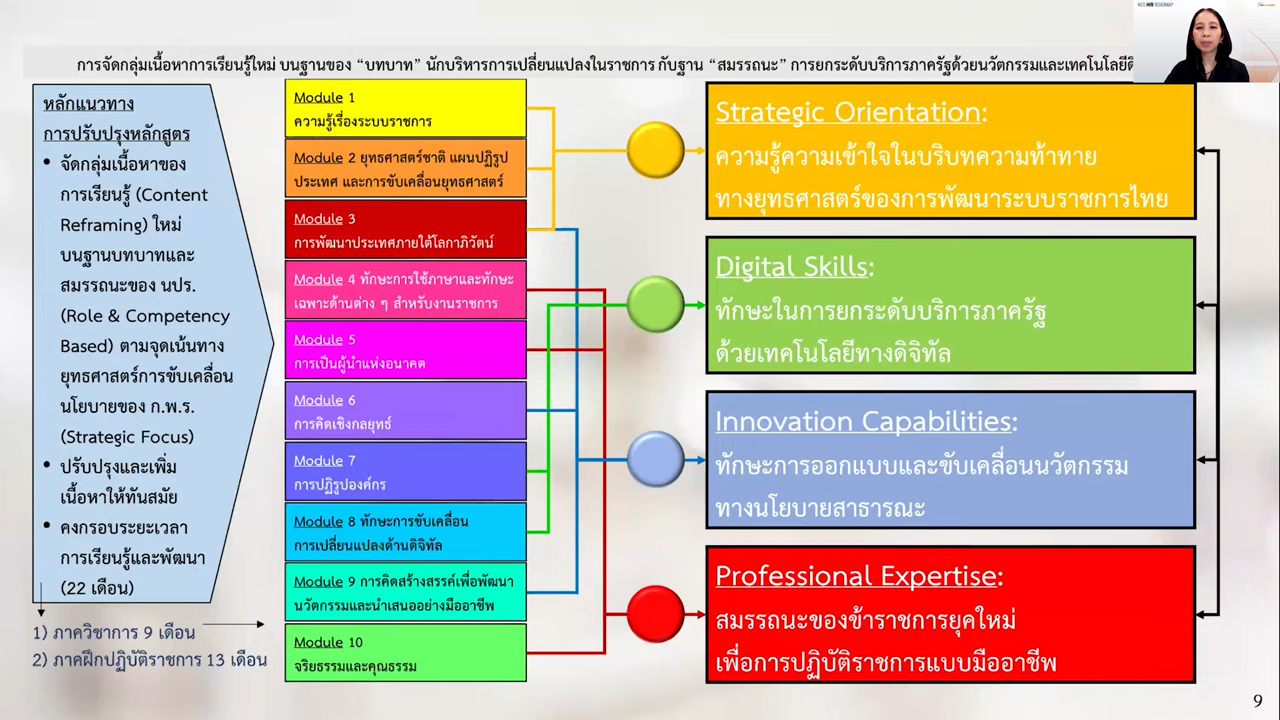 NEO นปร ROADMAP
การจัดกลุ่มเนื้อหาการเรียนรู้ใหม่ บนฐานของ “บทบาท” นักบริหารการเปลี่ยนแปลงในราชการ กับฐาน “สมรรถนะ” การยกระดับบริการภาครัฐด้วยนวัตกรรมและเทคโนโลยี
หลักแนวทาง
การปรับปรุงหลักสูตร
• จัดกลุ่มเนื้อหาของ
การเรียนรู้ (Content
Reframing) ใหม่
บนฐานบทบาทและ
สมรรถนะของ นปร.
(Role & Competency
Based) ตามจุดเน้นทาง
ยุทธศาสตร์การขับเคลื่อน
นโยบายของ ก.พ.ร.
(Strategic Focus)
• ปรับปรุงและเพิ่ม
เนื้อหาให้ทันสมัย
• คงกรอบระยะเวลา
การเรียนรู้และพัฒนา
(22 เดือน)
1) ภาควิชาการ 9 เดือน
2) ภาคฝึกปฏิบัติราชการ 13 เดือน
Module 1
ความรู้เรื่องระบบราชการ
Module 2 ยุทธศาสตร์ชาติ แผนปฏิรูป
ประเทศ และการขับเคลื่อนยุทธศาสตร์
Module 3
การพัฒนาประเทศภายใต้โลกาภิวัตน์
Module 4 ทักษะการใช้ภาษาและทักษะ
เฉพาะด้านต่าง ๆ สำหรับงานราชการ
Module 5
การเป็นผู้นำแห่งอนาคต
Module 6
การคิดเชิงกลยุทธ์
Module 7
การปฏิรูปองค์กร
Module 8 ทักษะการขับเคลื่อน
การเปลี่ยนแปลงด้านดิจิทัล
Module 9 การคิดสร้างสรรค์เพื่อพัฒนา
นวัตกรรมและนำเสนออย่างมืออาชีพ
Module 10
จริยธรรมและคุณธรรม
Strategic Orientation:
ความรู้ความเข้าใจในบริบทความท้าทาย
ทางยุทธศาสตร์ของการพัฒนาระบบราชการไทย
Digital Skills:
ทักษะในการยกระดับบริการภาครัฐ
ด้วยเทคโนโลยีทางดิจิทัล
Innovation Capabilities:
ทักษะการออกแบบและขับเคลื่อนนวัตกรรม
ทางนโยบายสาธารณะ
Professional Expertise:
สมรรถนะของข้าราชการยุคใหม่
เพื่อการปฏิบัติราชการแบบมืออาชีพ
9